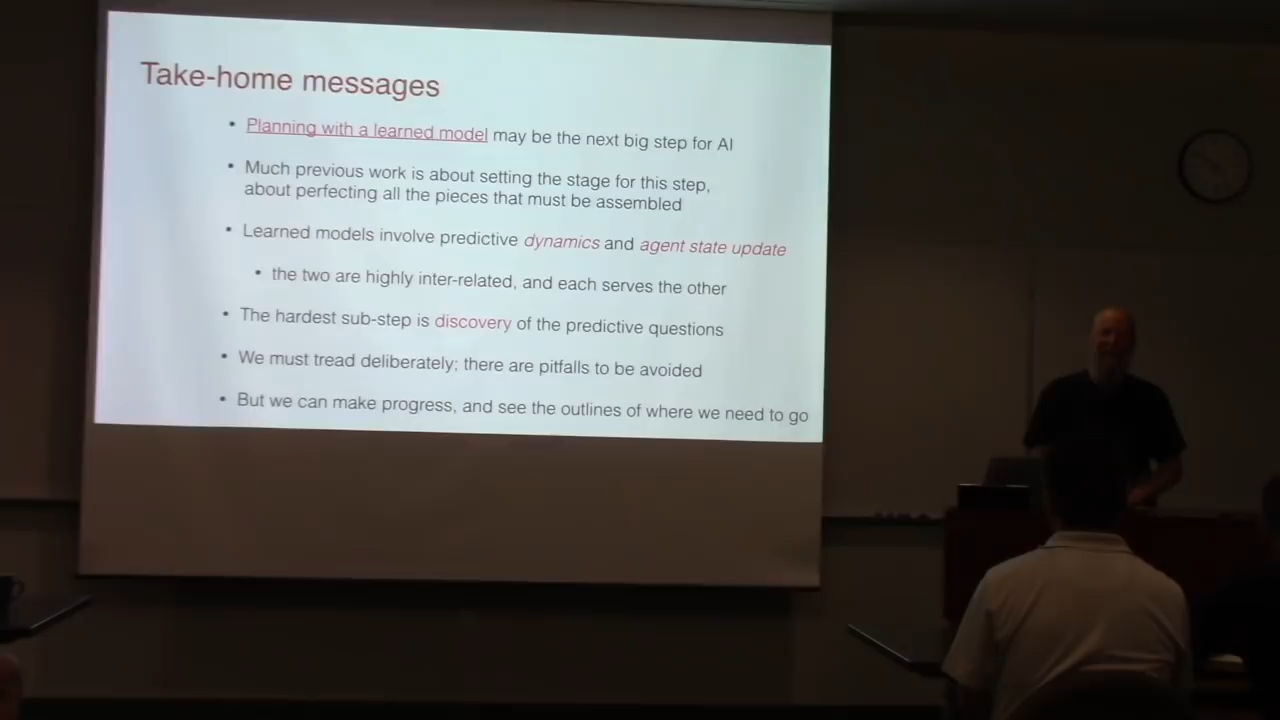 Take-home messages
• Planning with a learned model may be the next big step for AI
• Much previous work is about setting the stage for this step,
about perfecting all the pieces that must be assembled
• Learned models involve predictive dynamics and agent state update
• the two are highly inter-related, and each serves the other
• The hardest sub-step is discovery of the predictive questions
• We must tread deliberately; there are pitfalls to be avoided
• But we can make progress, and see the outlines of where we need to go